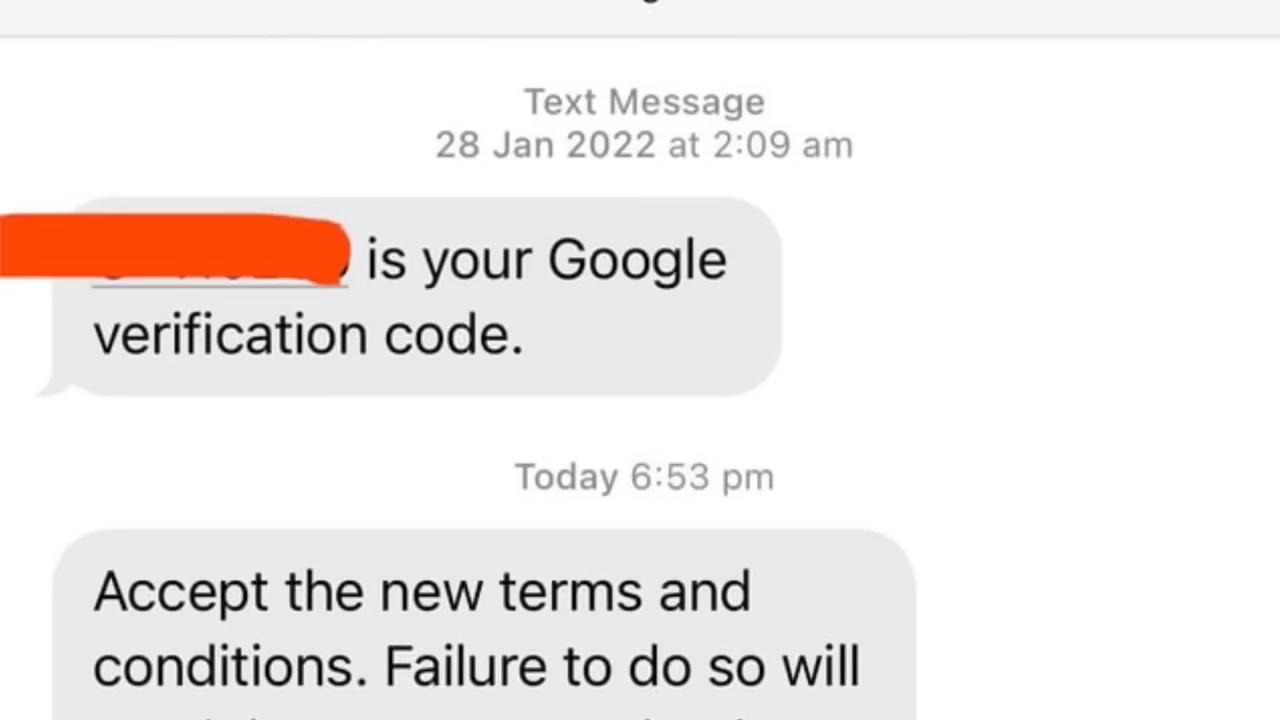 Text Message
28 Jan 2022 at 2:09 am
is your Google
verification code.
Today 6:53 pm
Accept the new terms and
conditions. Failure to do so will